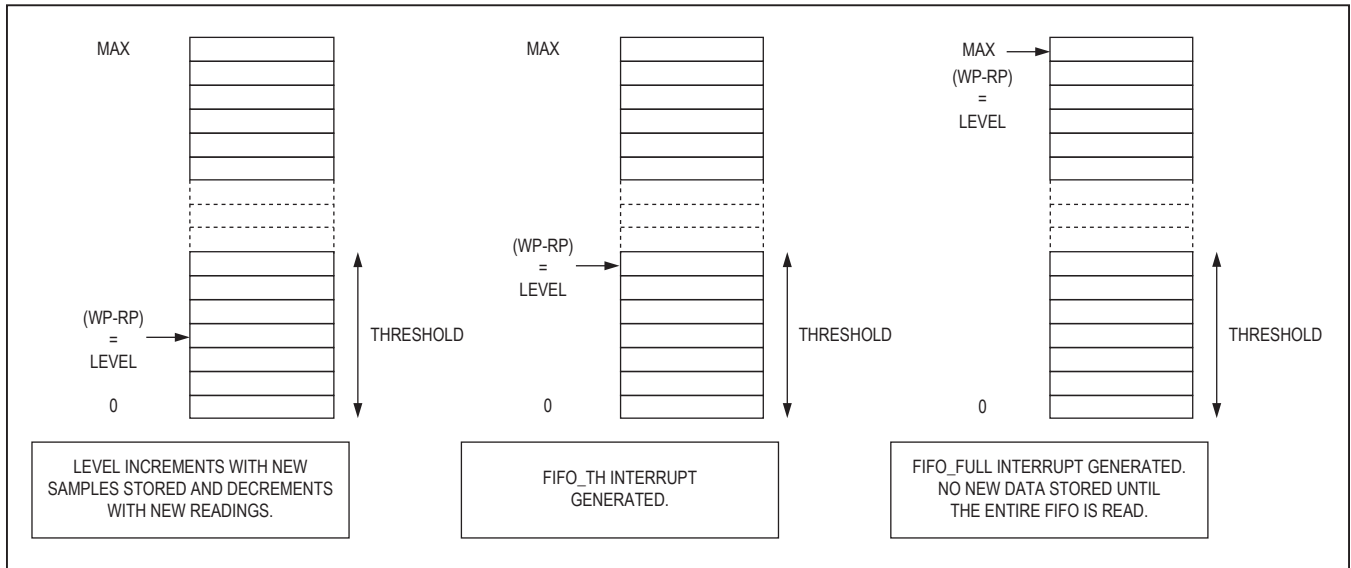 MAX
(WP-RP)
=
LEVEL
0
THRESHOLD
LEVEL INCREMENTS WITH NEW
SAMPLES STORED AND DECREMENTS
WITH NEW READINGS.
MAX
(WP-RP)
=
LEVEL
0
THRESHOLD
FIFO_TH INTERRUPT
GENERATED.
MAX
(WP-RP)
=
LEVEL
0
THRESHOLD
FIFO_FULL INTERRUPT GENERATED.
NO NEW DATA STORED UNTIL
THE ENTIRE FIFO IS READ.